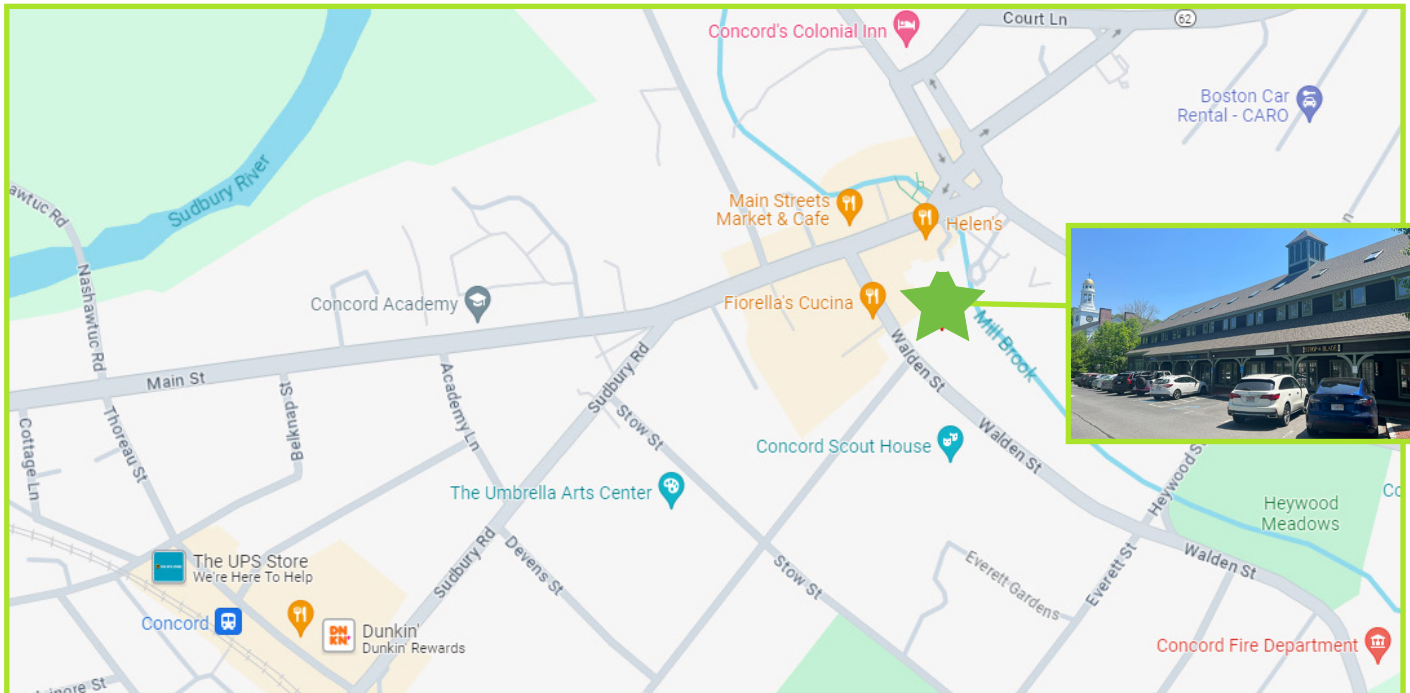 Concord's Colonial Inn
Court Ln
62
Boston Car
Rental - CARO
Sudbury River
Main Streets
Market & Cafe
Helen's
Nashawtuc Rd
Concord Academy
Fiorella's Cucina
Mill Brook
Walden St
Main St
Sudbury Rd
Belknap St
Academy Ln
Thoreau St
Cottage Ln
Stow St
Walden St
Concord Scout House
The Umbrella Arts Center
Heywood
Meadows
Sudbury Rd
Devens St
Walden St
The UPS Store
We're Here To Help
Stow St
Everett Gardens
Everett St
Concord
DN
KN'
Dunkin'
Dunkin' Rewards
Concord Fire Department